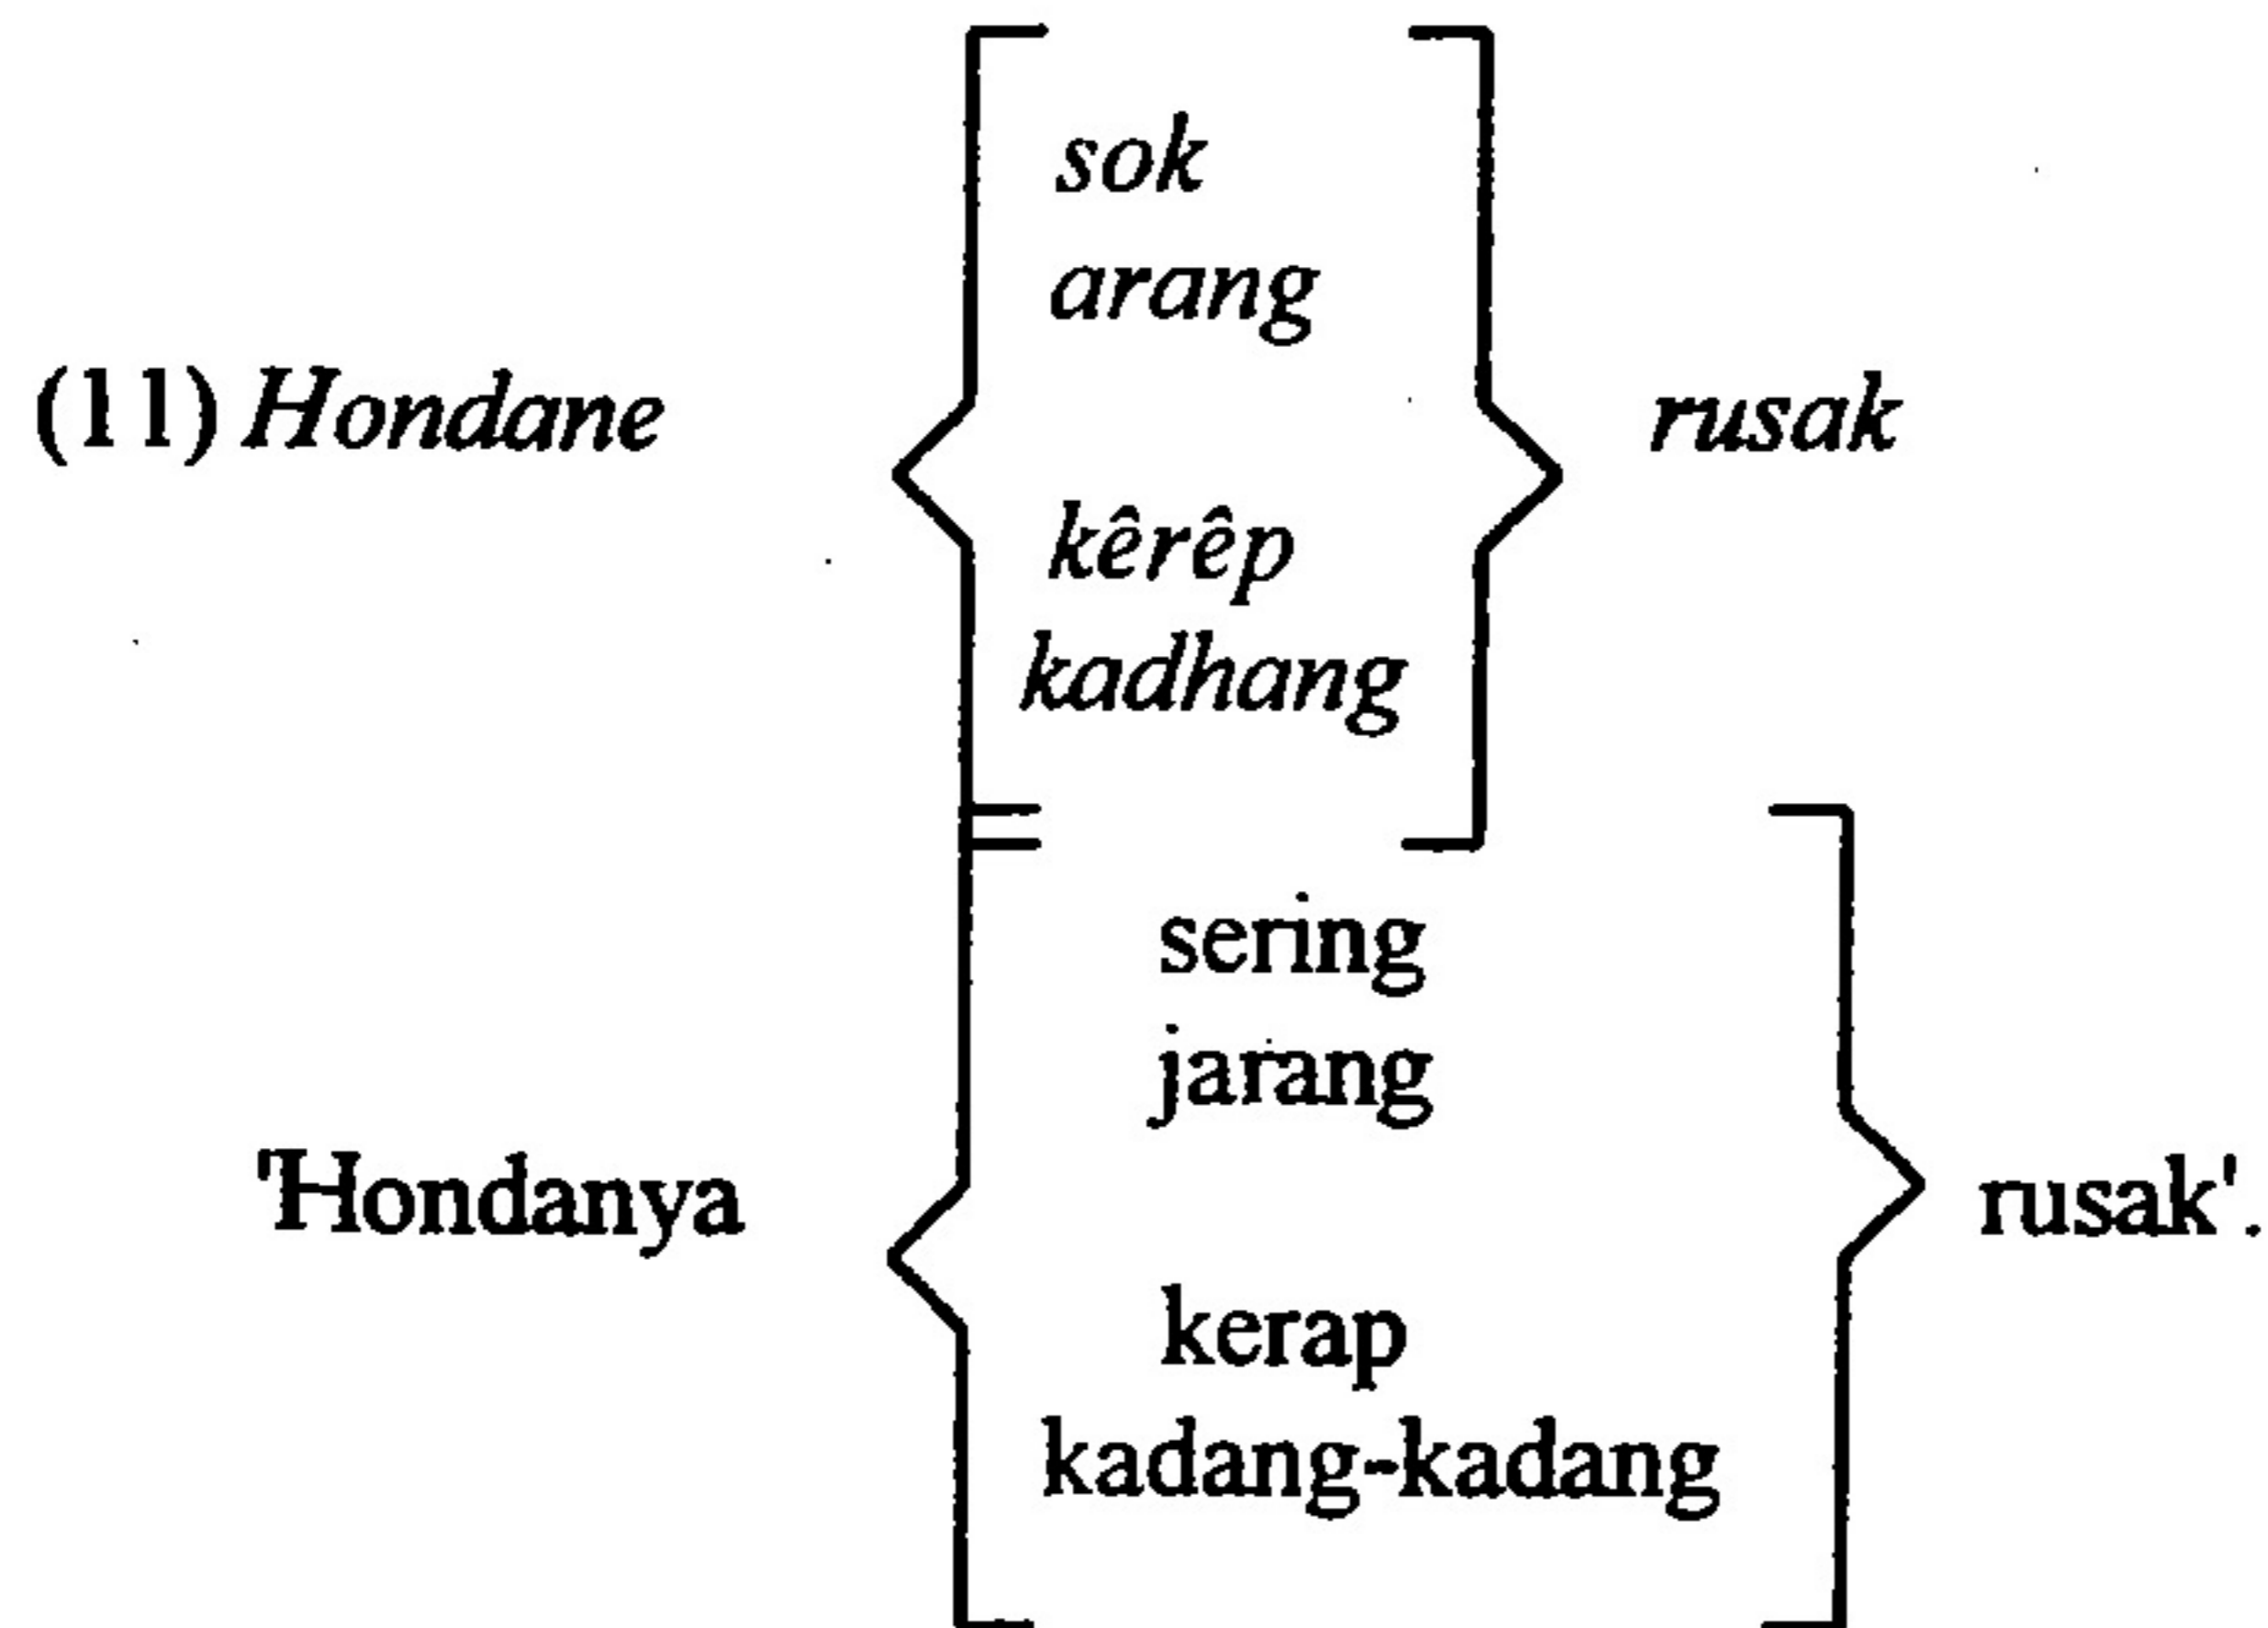 sok
arang
(11) Hondane rusak
kêrêp
kadhang
sering
jarang
'Hondanya rusak'.
kerap
kadang-kadang